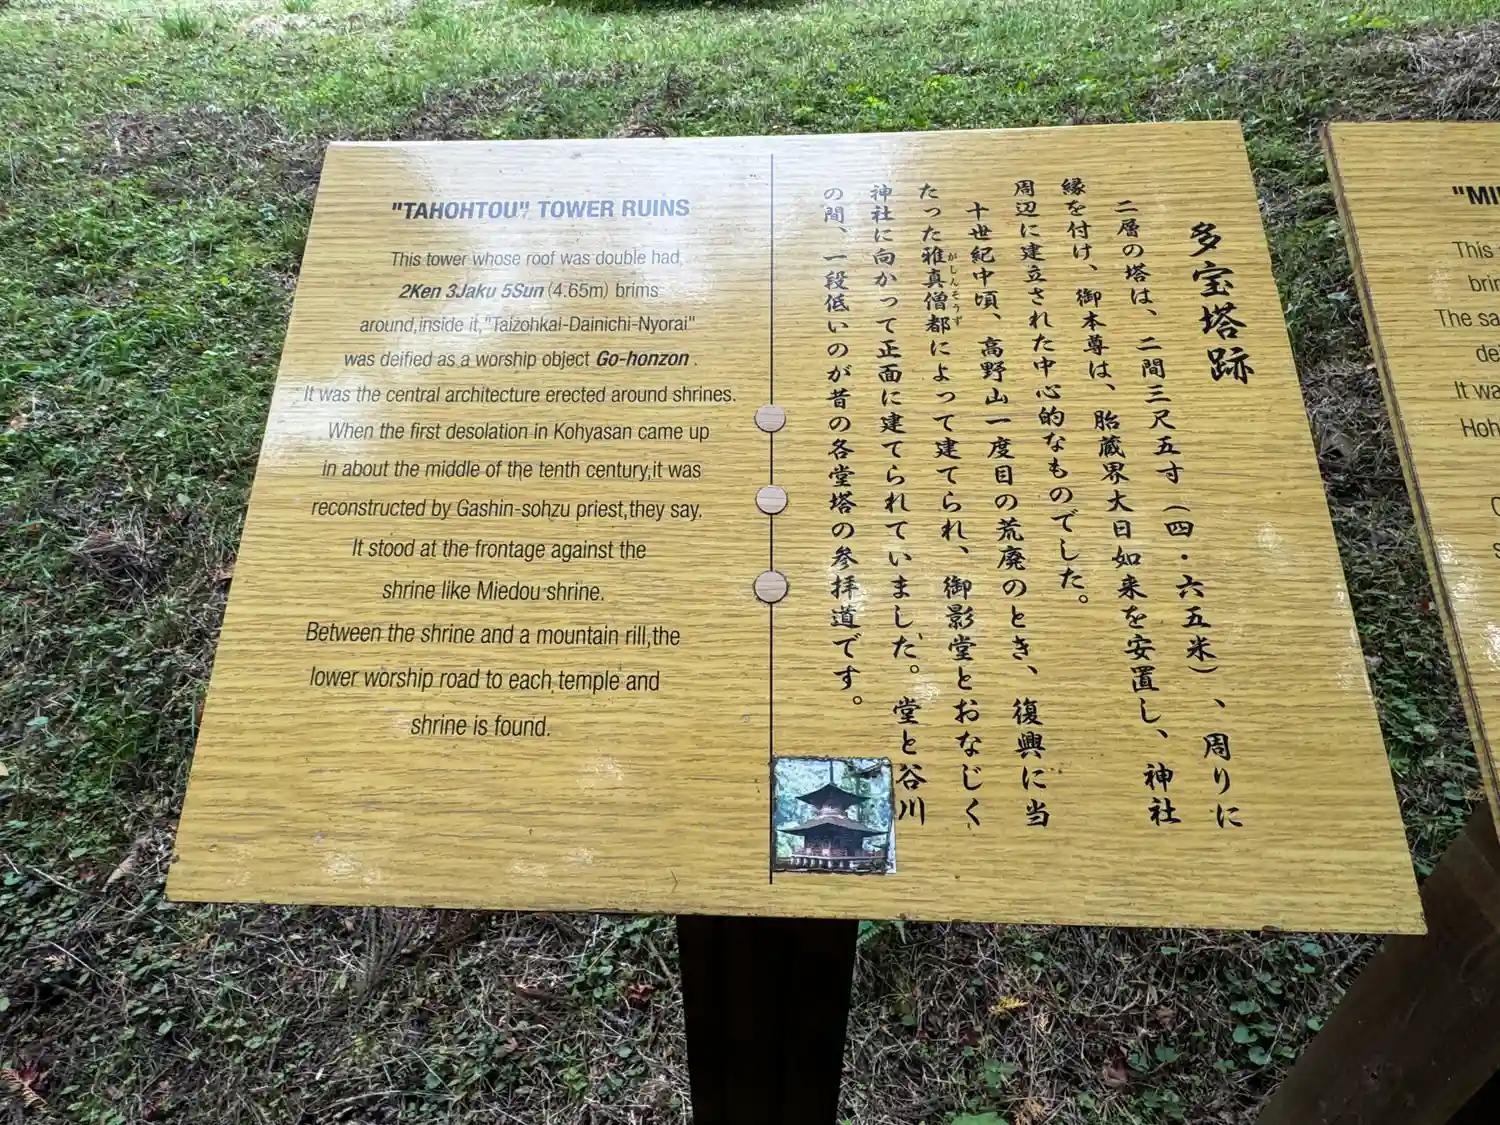 "TAHOHTOU" TOWER RUINS
This tower whose roof was double had,
2Ken 3Jaku 5Sun (4.65m) brims
around,inside it,"Taizohkai-Dainichi-Nyorai"
was deified as a worship object Go-honzon .
It was the central architecture erected around shrines.
When the first desolation in Kohyasan came up
in about the middle of the tenth century,it was
reconstructed by Gashin-sohzu priest,they say.
It stood at the frontage against the
shrine like Miedou shrine.
Between the shrine and a mountain rill,the
lower worship road to each temple and
shrine is found.
多宝塔跡
二層の塔は、二間三尺五寸（四・六五米）、周りに
縁を付け、御本尊は、胎蔵界大日如来を安置し、神社
周辺に建立された中心的なものでした。
十世紀中頃、高野山一度目の荒廃のとき、復興に当
たった雅真僧都によって建てられ、御影堂とおなじく
がしんそうず
神社に向かって正面に建てられていました。堂と谷川
の間、一段低いのが昔の各堂塔の参拝道です。
"MI
This
brin
The sa
dei
It wa
Hoh